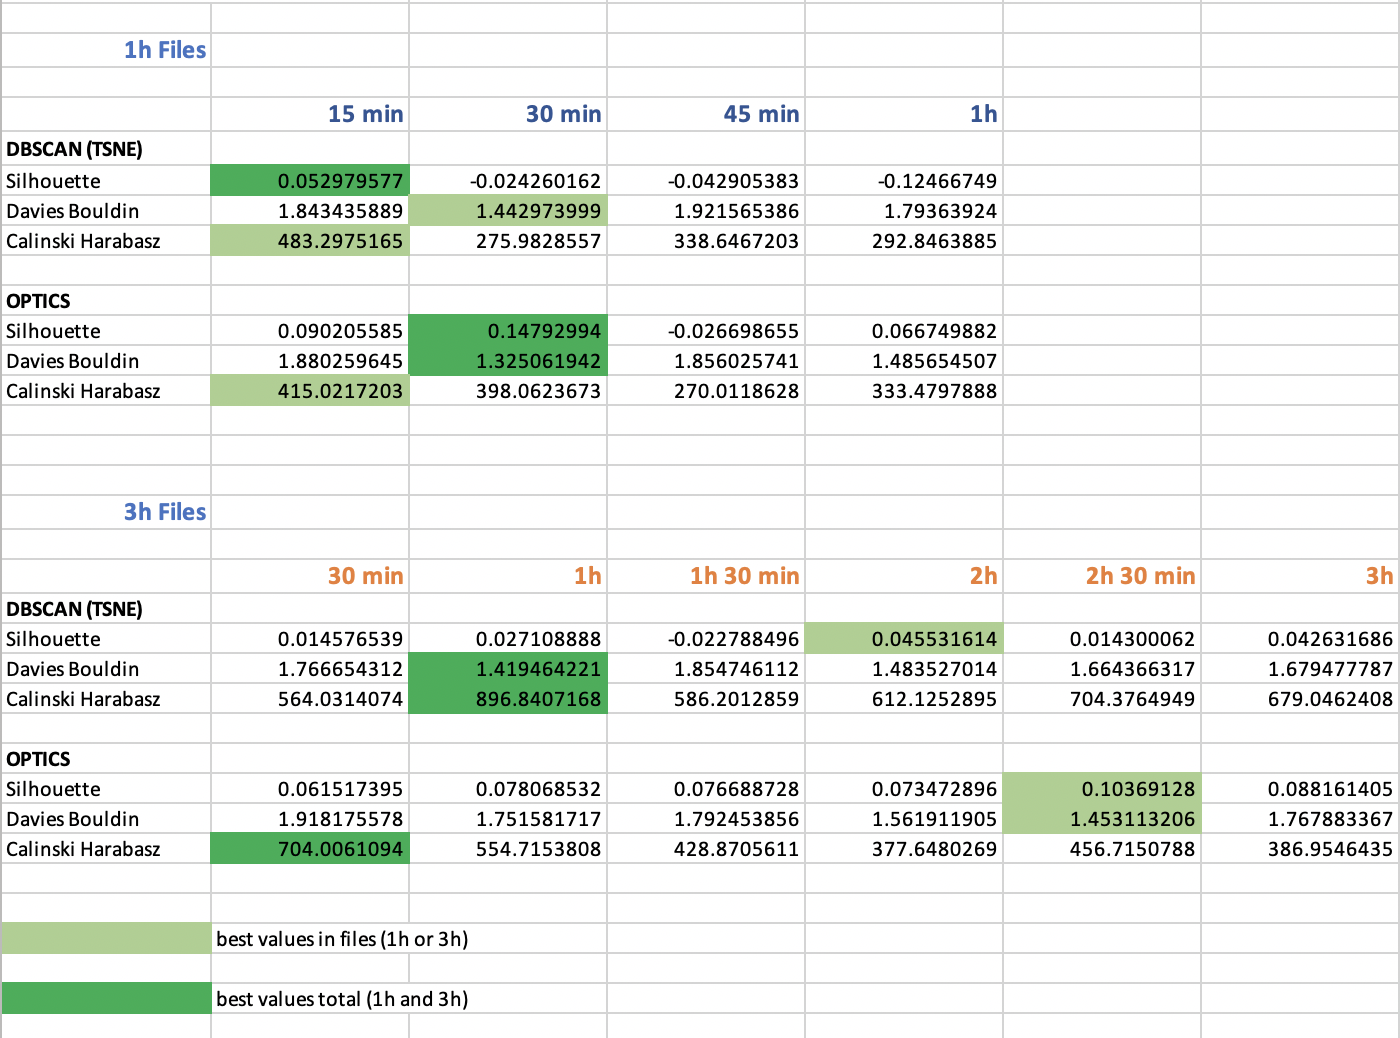 1h Files
15 min 30 min 45 min 1h
DBSCAN (TSNE)
Silhouette 0.052979577 -0.024260162 -0.042905383 -0.12466749
Davies Bouldin 1.843435889 1.442973999 1.921565386 1.79363924
Calinski Harabasz 483.2975165 275.9828557 338.6467203 292.8463885
OPTICS
Silhouette 0.090205585 0.14792994 -0.026698655 0.066749882
Davies Bouldin 1.880259645 1.325061942 1.856025741 1.485654507
Calinski Harabasz 415.0217203 398.0623673 270.0118628 333.4797888
3h Files
30 min 1h 1h 30 min 2h 2h 30 min 3h
DBSCAN (TSNE)
Silhouette 0.014576539 0.027108888 -0.022788496 0.045531614 0.014300062 0.042631686
Davies Bouldin 1.766654312 1.419464221 1.854746112 1.483527014 1.664366317 1.679477787
Calinski Harabasz 564.0314074 896.8407168 586.2012859 612.1252895 704.3764949 679.0462408
OPTICS
Silhouette 0.061517395 0.078068532 0.076688728 0.073472896 0.10369128 0.088161405
Davies Bouldin 1.918175578 1.751581717 1.792453856 1.561911905 1.453113206 1.767883367
Calinski Harabasz 704.0061094 554.7153808 428.8705611 377.6480269 456.7150788 386.9546435
best values in files (1h or 3h)
best values total (1h and 3h)